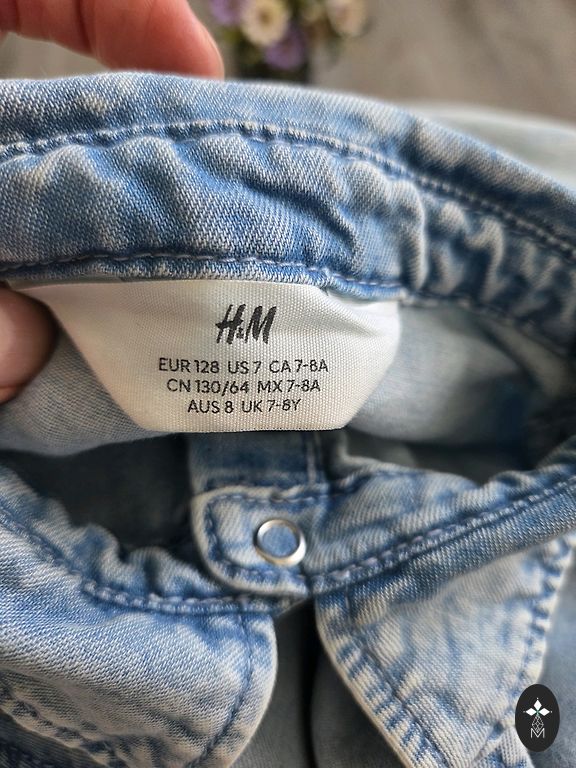 H&M
EUR 128 US 7 CA 7-8A
CN 130/64 MX 7-8A
AUS 8 UK 7-8Y
M